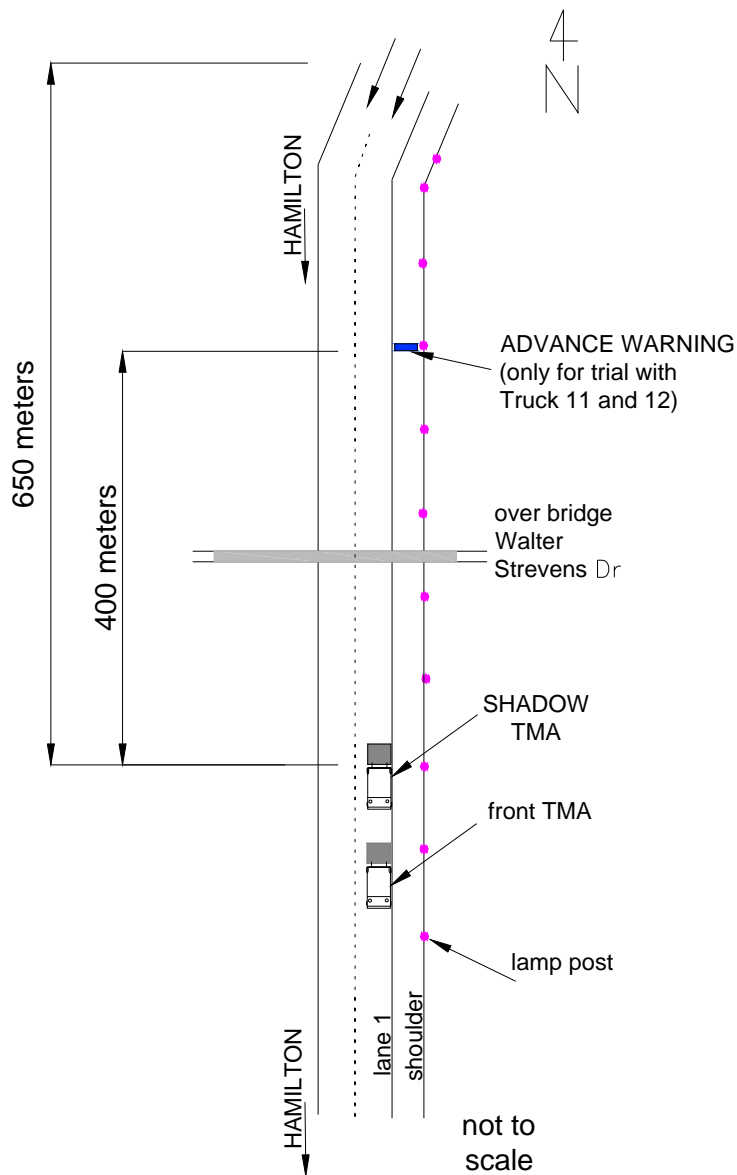 4
N
HAMILTON
650 meters
400 meters
ADVANCE WARNING
(only for trial with
Truck 11 and 12)
over bridge
Walter
Strevens Dr
SHADOW
TMA
front TMA
lamp post
lane 1
shoulder
HAMILTON
not to
scale